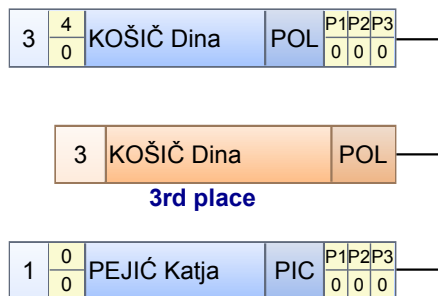 3 4 0 KOŠIČ Dina POL P1 P2 P3 0 0 0
3 KOŠIČ Dina POL
3rd place
1 0 0 PEJIĆ Katja PIC P1 P2 P3 0 0 0